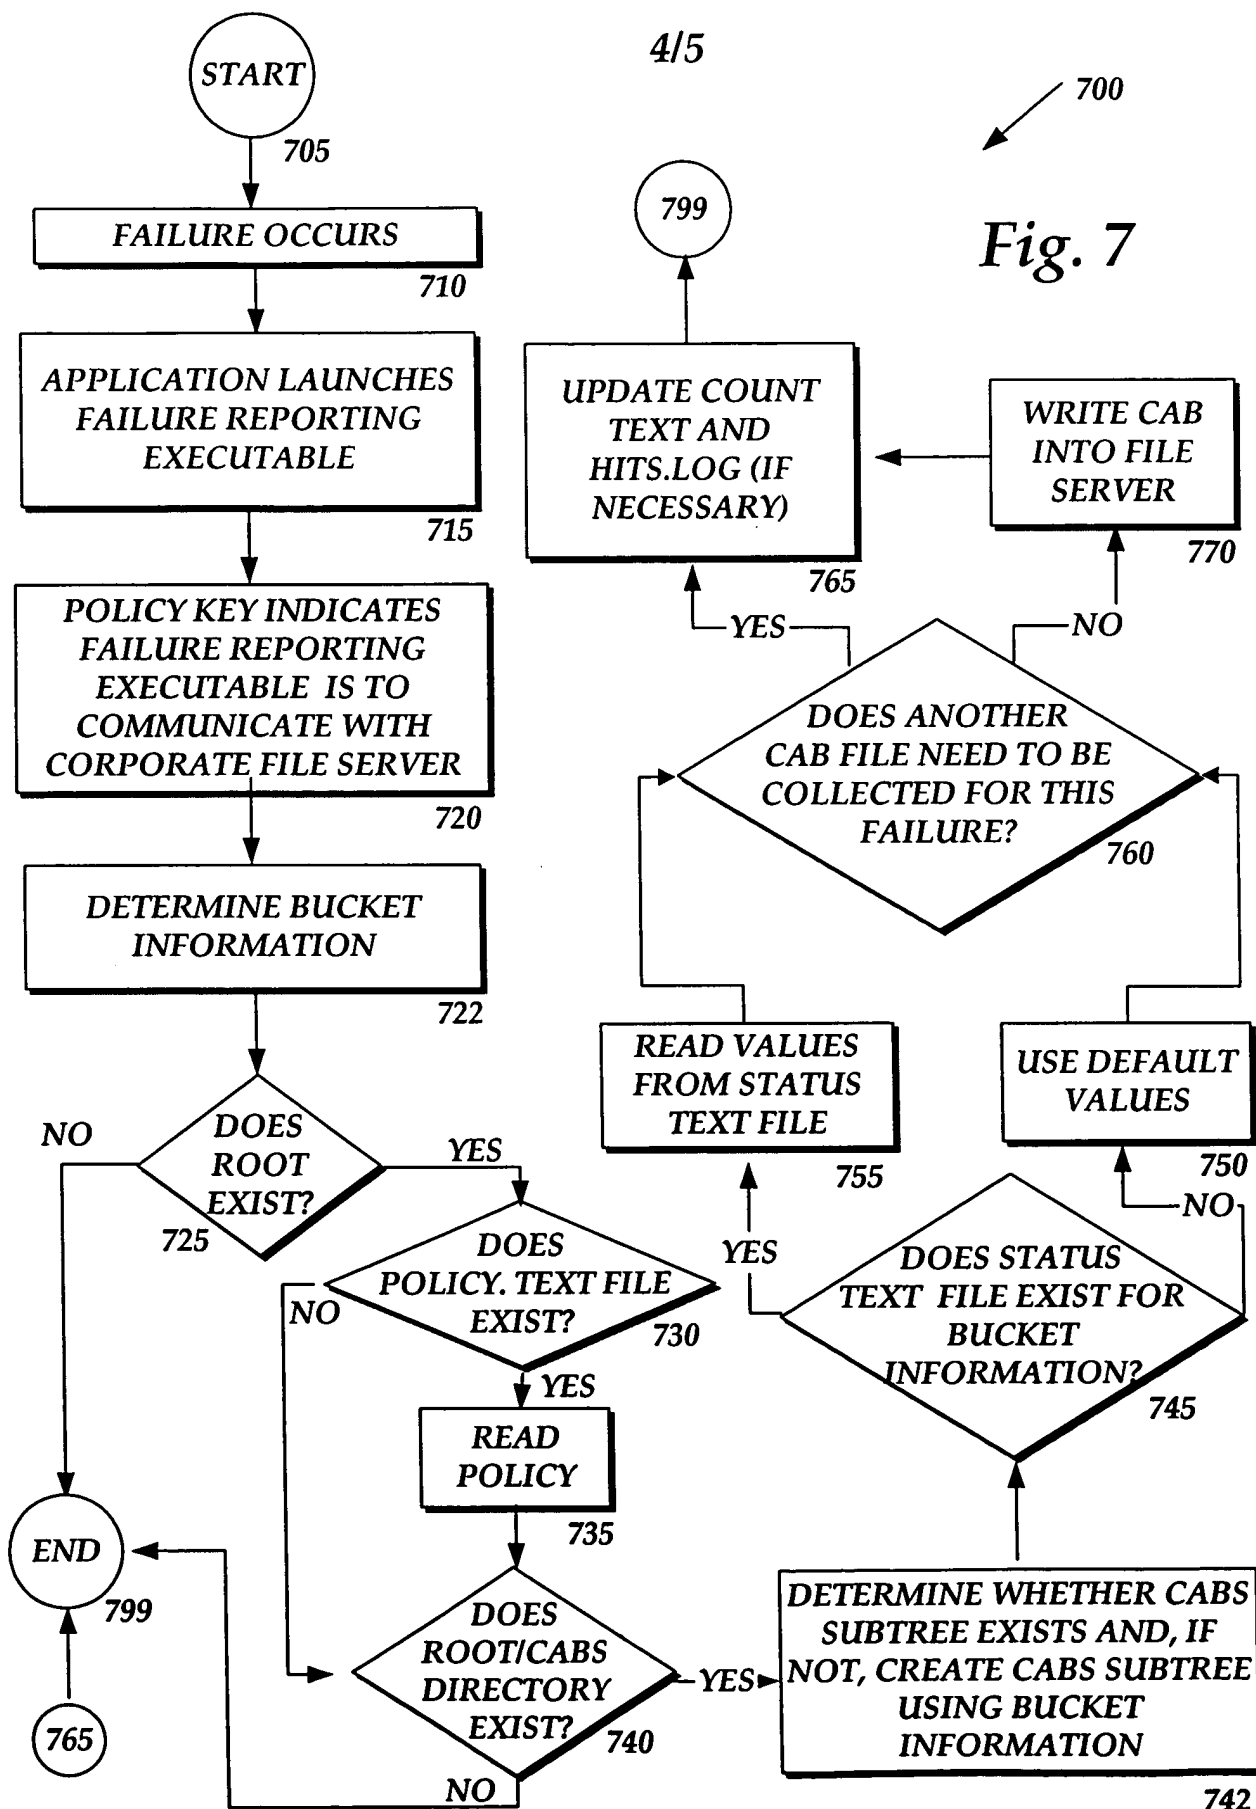 4/5
700
Fig. 7
START
705
FAILURE OCCURS
710
APPLICATION LAUNCHES
FAILURE REPORTING
EXECUTABLE
715
POLICY KEY INDICATES
FAILURE REPORTING
EXECUTABLE IS TO
COMMUNICATE WITH
CORPORATE FILE SERVER
720
DETERMINE BUCKET
INFORMATION
722
DOES
ROOT
EXIST?
725
NO
YES
DOES
POLICY. TEXT FILE
EXIST?
730
NO
YES
READ
POLICY
735
DOES
ROOT/CABS
DIRECTORY
EXIST?
740
NO
YES
END
799
765
DETERMINE WHETHER CABS
SUBTREE EXISTS AND, IF
NOT, CREATE CABS SUBTREE
USING BUCKET
INFORMATION
742
DOES STATUS
TEXT FILE EXIST FOR
BUCKET
INFORMATION?
745
YES
NO
READ VALUES
FROM STATUS
TEXT FILE
755
USE DEFAULT
VALUES
750
DOES ANOTHER
CAB FILE NEED TO BE
COLLECTED FOR THIS
FAILURE?
760
YES
NO
UPDATE COUNT
TEXT AND
HITS.LOG (IF
NECESSARY)
765
WRITE CAB
INTO FILE
SERVER
770
799